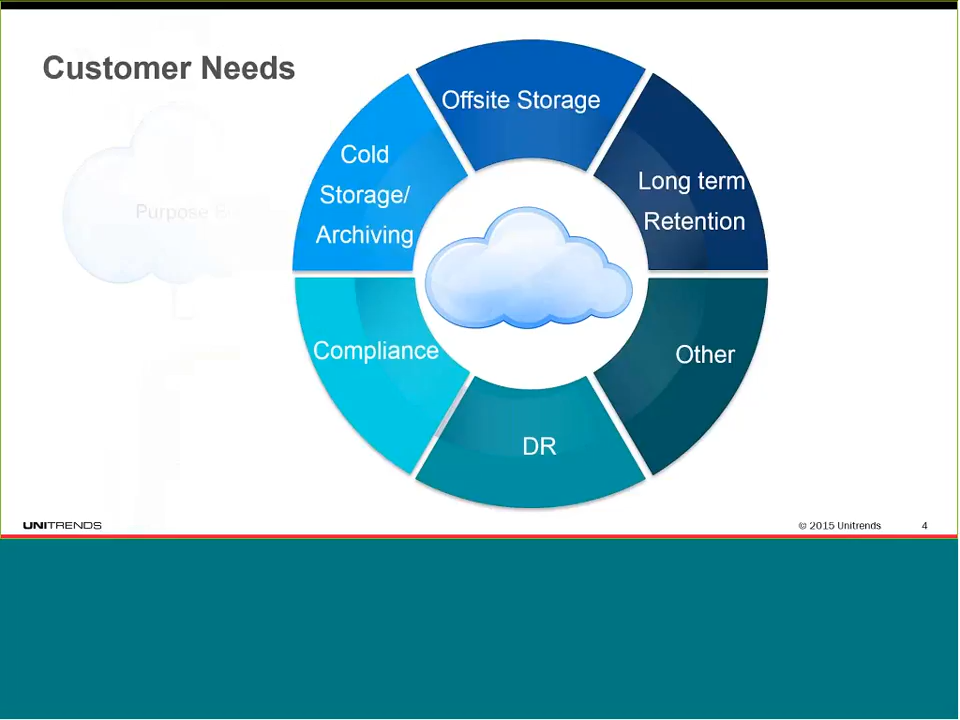 Customer Needs
Offsite Storage
Cold
Storage/
Archiving
Long term
Retention
Purpose
Compliance
Other
DR
UNITRENDS
© 2015 Unitrends
4